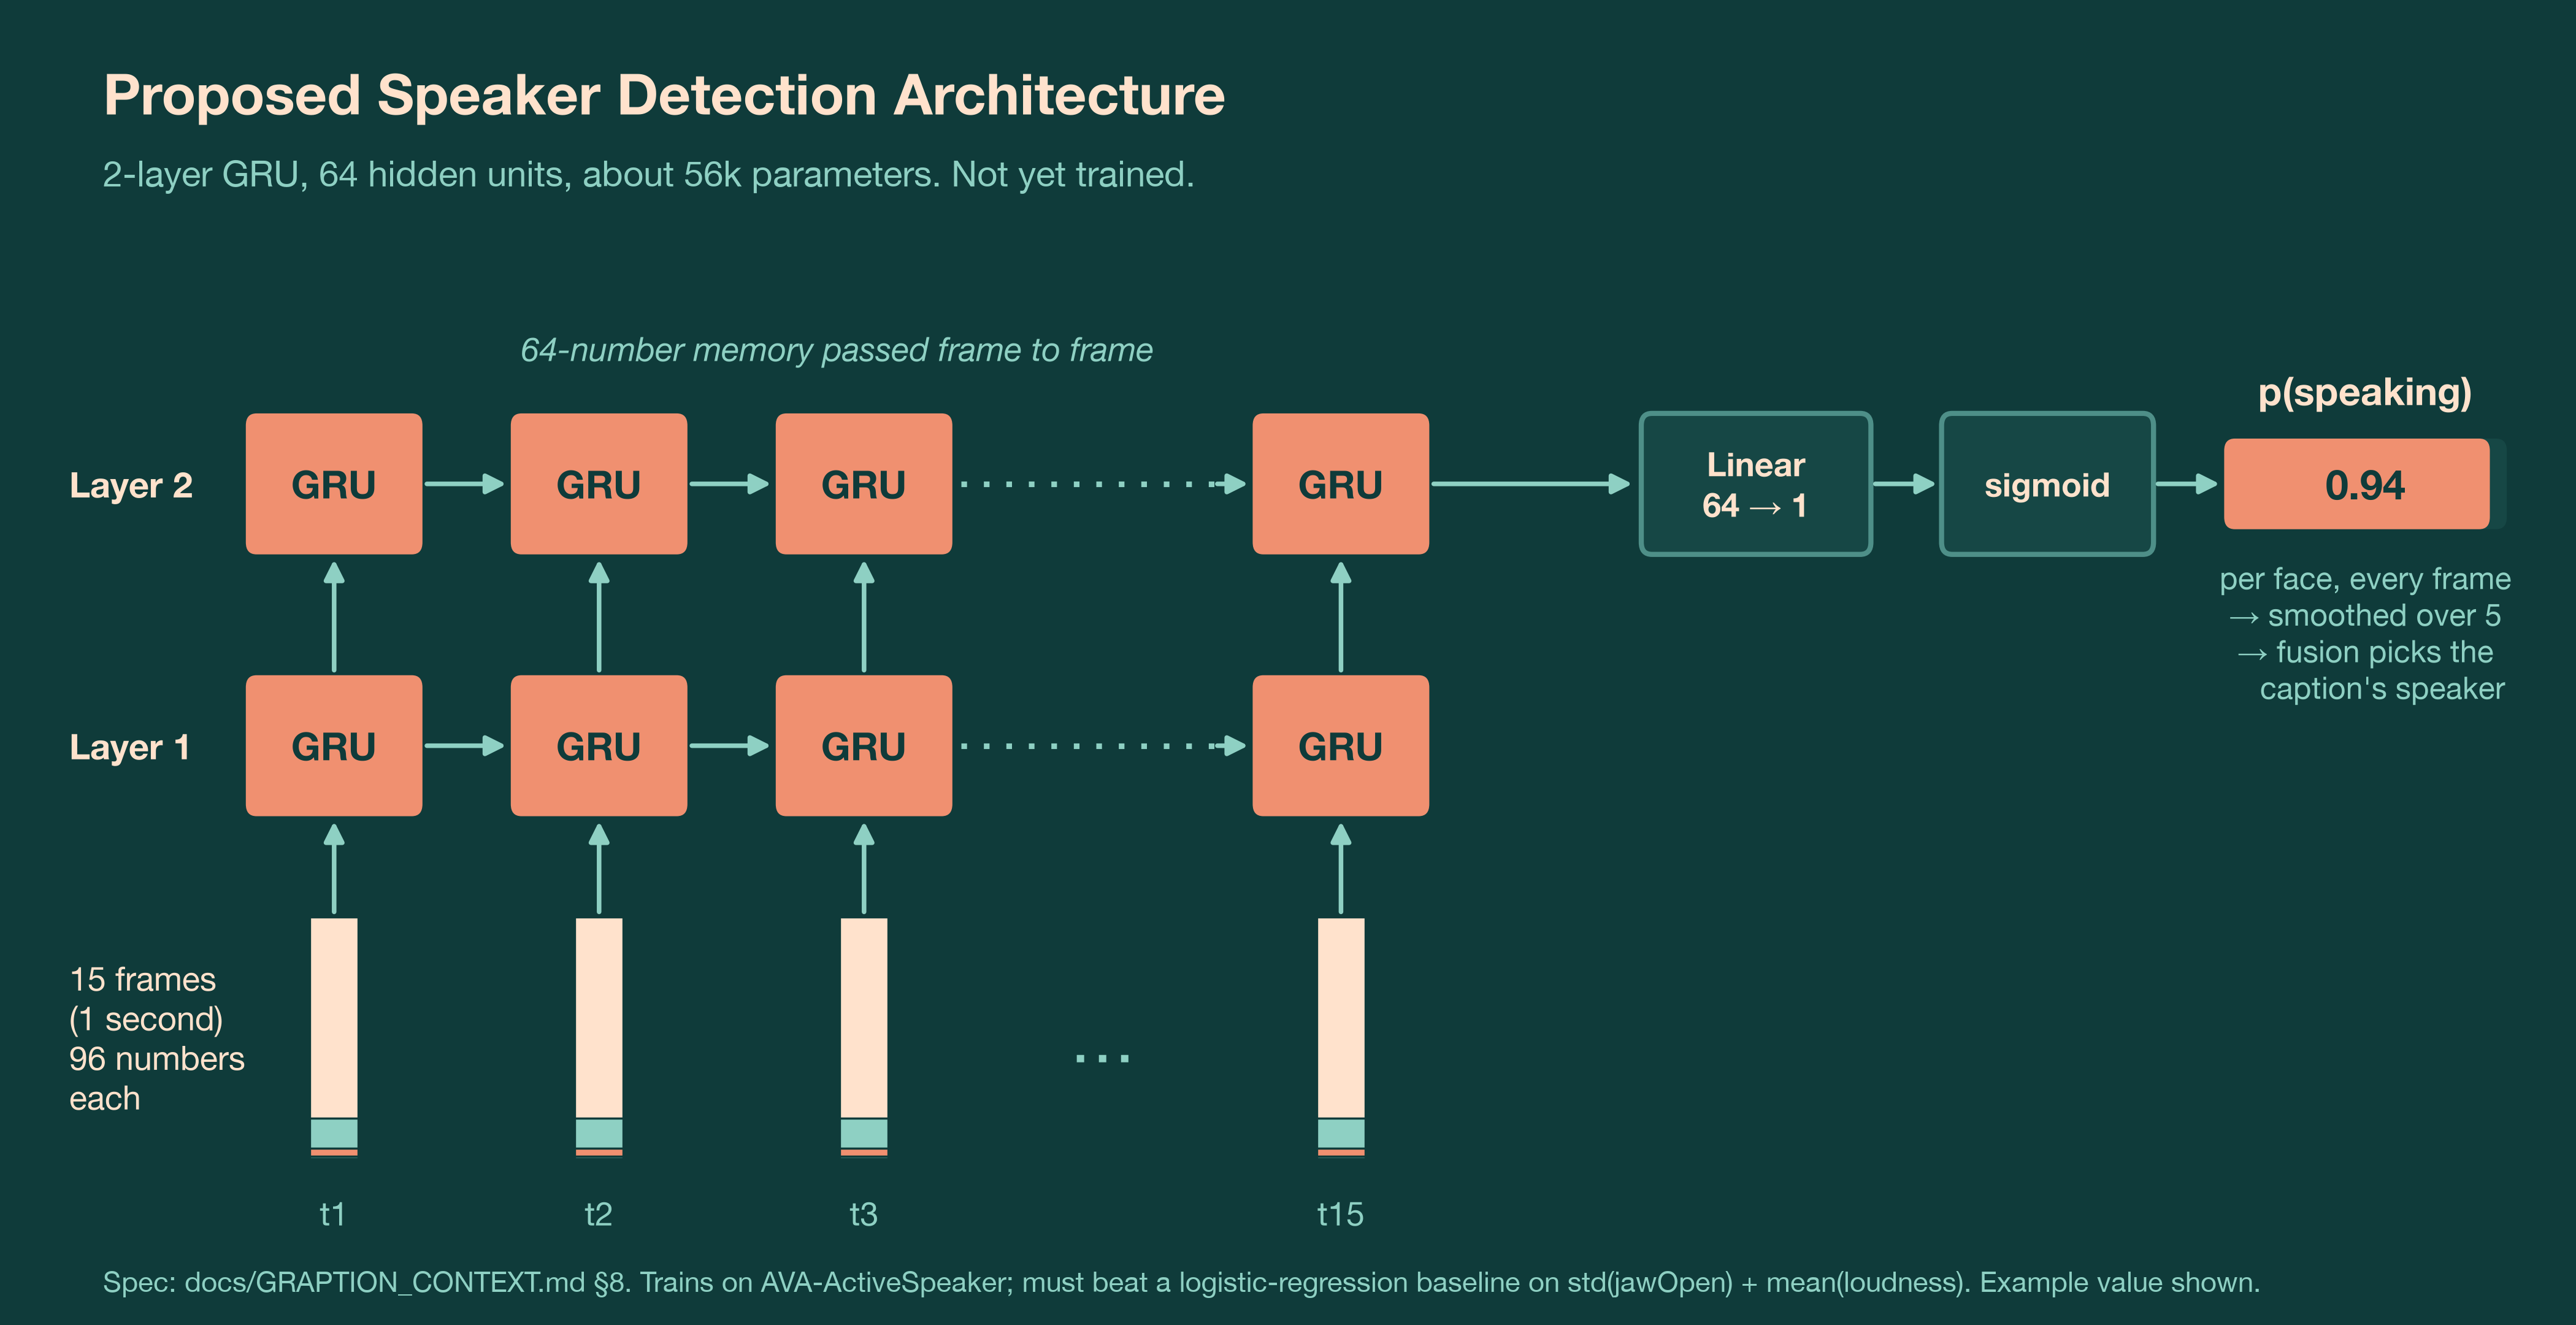 Proposed Speaker Detection Architecture
2-layer GRU, 64 hidden units, about 56k parameters. Not yet trained.
64-number memory passed frame to frame
Layer 2
GRU
GRU
GRU
GRU
Linear
64 → 1
sigmoid
p(speaking)
0.94
per face, every frame
→ smoothed over 5
→ fusion picks the
caption's speaker
Layer 1
GRU
GRU
GRU
GRU
15 frames
(1 second)
96 numbers
each
...
t1
t2
t3
t15
Spec: docs/GRAPTION_CONTEXT.md §8. Trains on AVA-ActiveSpeaker; must beat a logistic-regression baseline on std(jawOpen) + mean(loudness). Example value shown.